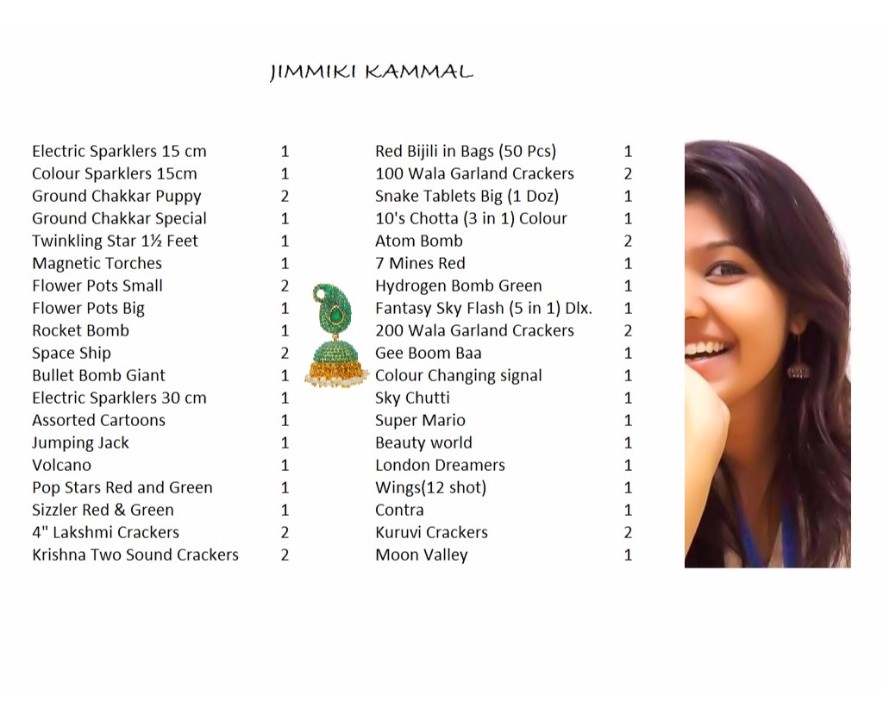 JIMMIKI KAMMAL
Electric Sparklers 15 cm 1
Colour Sparklers 15cm 1
Ground Chakkar Puppy 2
Ground Chakkar Special 1
Twinkling Star 1½ Feet 1
Magnetic Torches 1
Flower Pots Small 2
Flower Pots Big 1
Rocket Bomb 1
Space Ship 2
Bullet Bomb Giant 1
Electric Sparklers 30 cm 1
Assorted Cartoons 1
Jumping Jack 1
Volcano 1
Pop Stars Red and Green 1
Sizzler Red & Green 1
4" Lakshmi Crackers 2
Krishna Two Sound Crackers 2
Red Bijili in Bags (50 Pcs) 1
100 Wala Garland Crackers 2
Snake Tablets Big (1 Doz) 1
10's Chotta (3 in 1) Colour 1
Atom Bomb 2
7 Mines Red 1
Hydrogen Bomb Green 1
Fantasy Sky Flash (5 in 1) Dlx. 1
200 Wala Garland Crackers 2
Gee Boom Baa 1
Colour Changing signal 1
Sky Chutti 1
Super Mario 1
Beauty world 1
London Dreamers 1
Wings(12 shot) 1
Contra 1
Kuruvi Crackers 2
Moon Valley 1